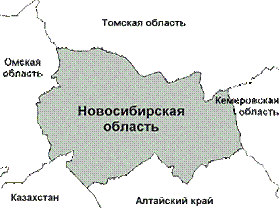 Томская область
Омская
область
Кемеровская
область
Новосибирская
область
Казахстан
Алтайский край